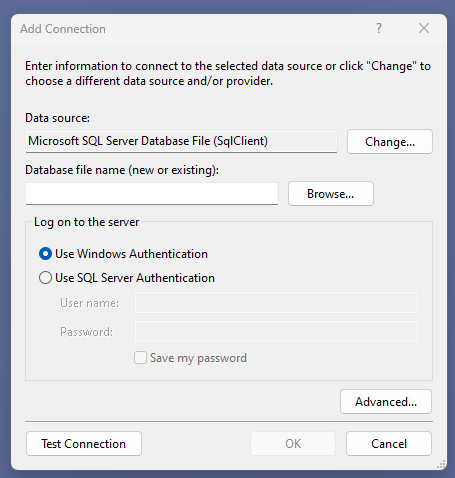 Add Connection
?
Enter information to connect to the selected data source or click "Change" to
choose a different data source and/or provider.
Data source:
Microsoft SQL Server Database File (SqlClient)
Change...
Database file name (new or existing):
Browse...
Log on to the server
Use Windows Authentication
Use SQL Server Authentication
User name:
Password:
Save my password
Advanced...
Test Connection
OK
Cancel